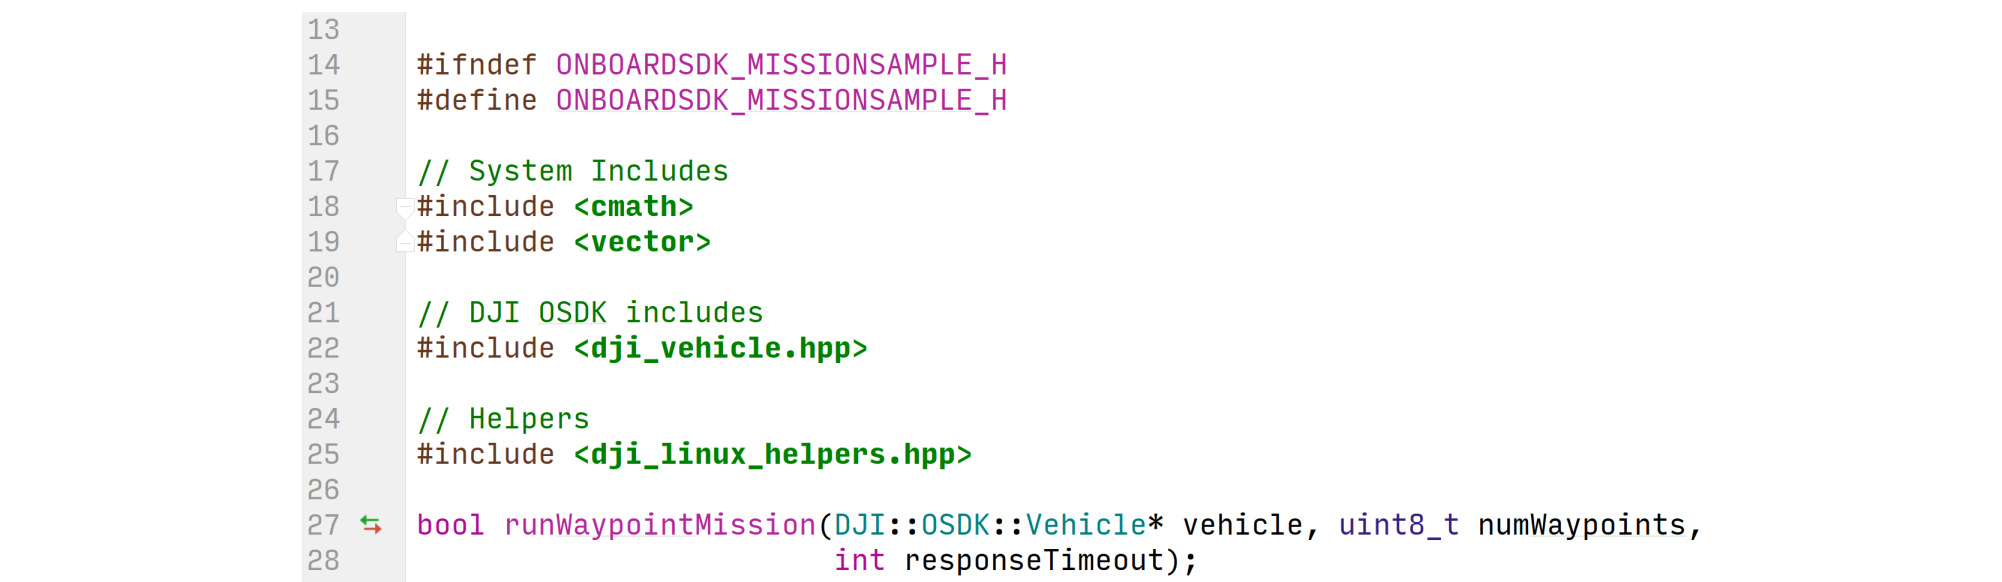 13
14 #ifndef ONBOARDSDK_MISSIONSAMPLE_H
15 #define ONBOARDSDK_MISSIONSAMPLE_H
16
17 // System Includes
18 #include <cmath>
19 #include <vector>
20
21 // DJI OSDK includes
22 #include <dji_vehicle.hpp>
23
24 // Helpers
25 #include <dji_linux_helpers.hpp>
26
27 bool runWaypointMission(DJI::OSDK::Vehicle* vehicle, uint8_t numWaypoints,
28 int responseTimeout);